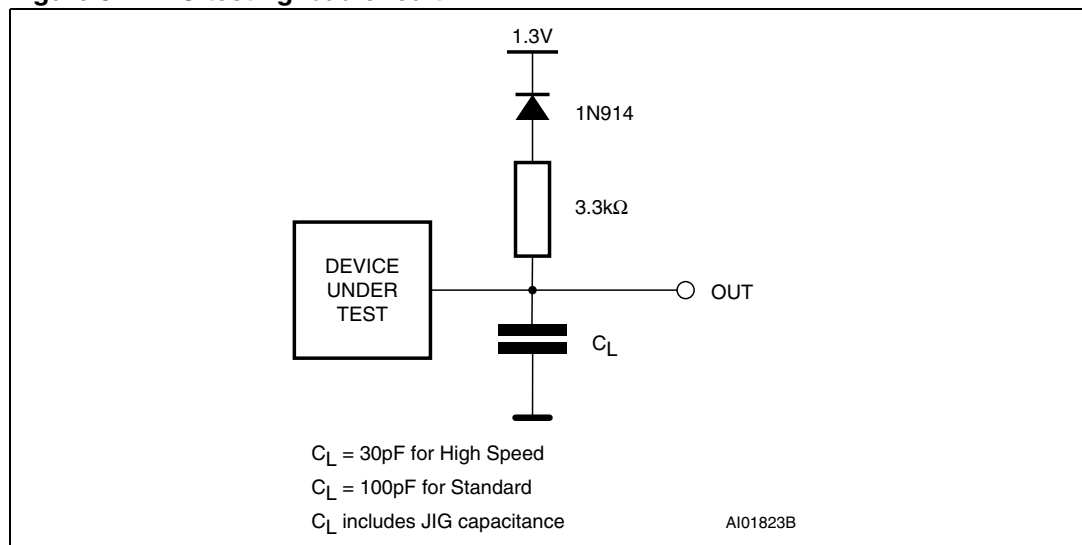 1.3V
1N914
3.3kΩ
DEVICE
UNDER
TEST
OUT
CL
CL = 30pF for High Speed
CL = 100pF for Standard
CL includes JIG capacitance
AI01823B